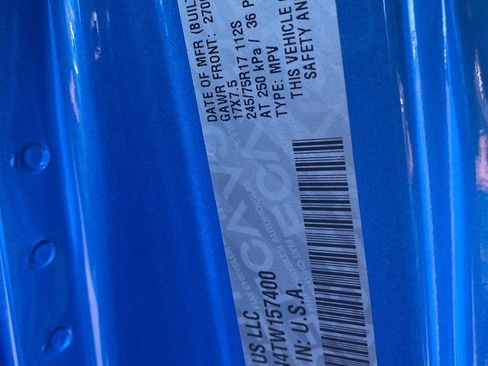 DATE OF MFR (BUILT
GAWR FRONT: 270
17X7.5
245/75R17 112S
AT 250 kPa / 36 P
TYPE: MPV
THIS VEHICLE
SAFETY AN
US LLC
4TW157400
IN: U.S.A.